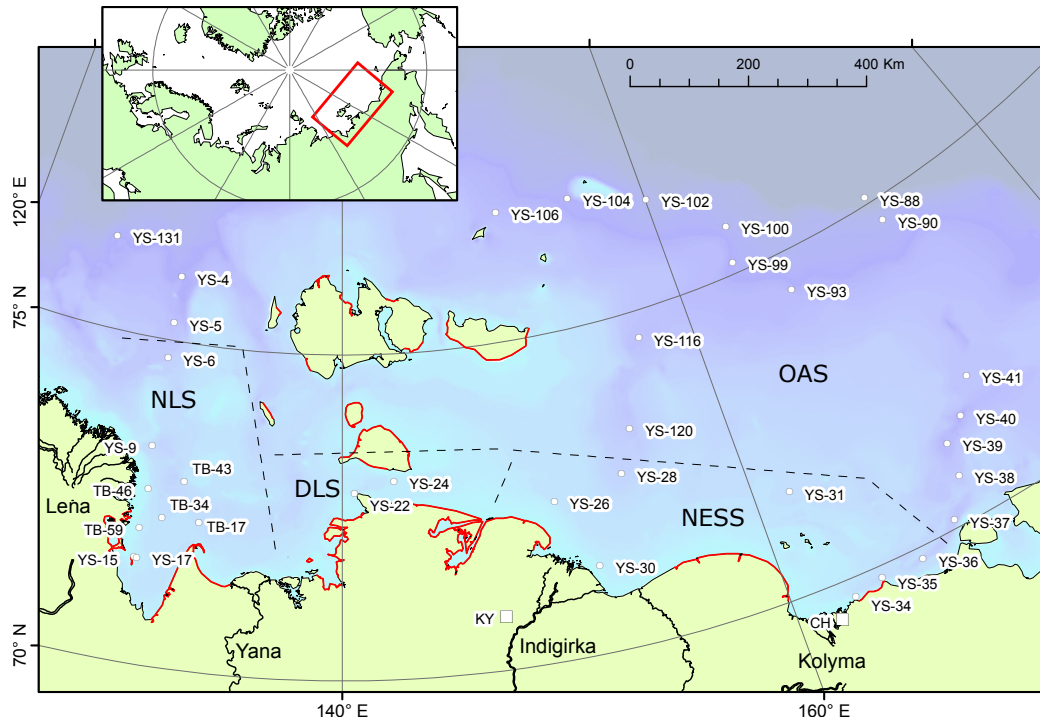 0 200 400 Km
120° E
75° N
70° N
140° E
160° E
YS-131
YS-4
YS-5
YS-6
NLS
YS-9
TB-43
TB-46
TB-34
TB-59
TB-17
YS-15
YS-17
Lena
Yana
DLS
YS-22
YS-24
KY
Indigirka
YS-106
YS-104
YS-102
YS-100
YS-99
YS-88
YS-90
YS-93
YS-116
OAS
YS-120
YS-28
YS-26
NESS
YS-31
YS-30
YS-41
YS-40
YS-39
YS-38
YS-37
YS-36
YS-35
YS-34
CH
Kolyma